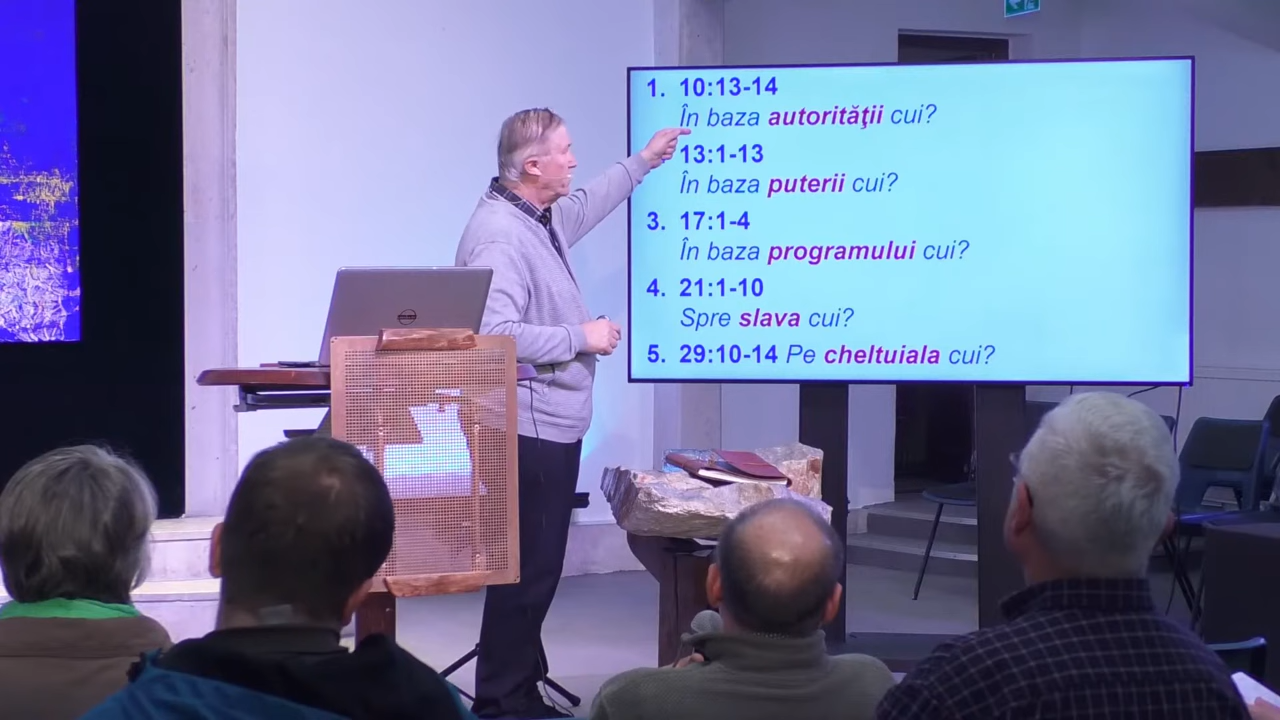 1. 10:13-14
În baza autorităţii cui?
13:1-13
În baza puterii cui?
3. 17:1-4
În baza programului cui?
4. 21:1-10
Spre slava cui?
5. 29:10-14 Pe cheltuiala cui?